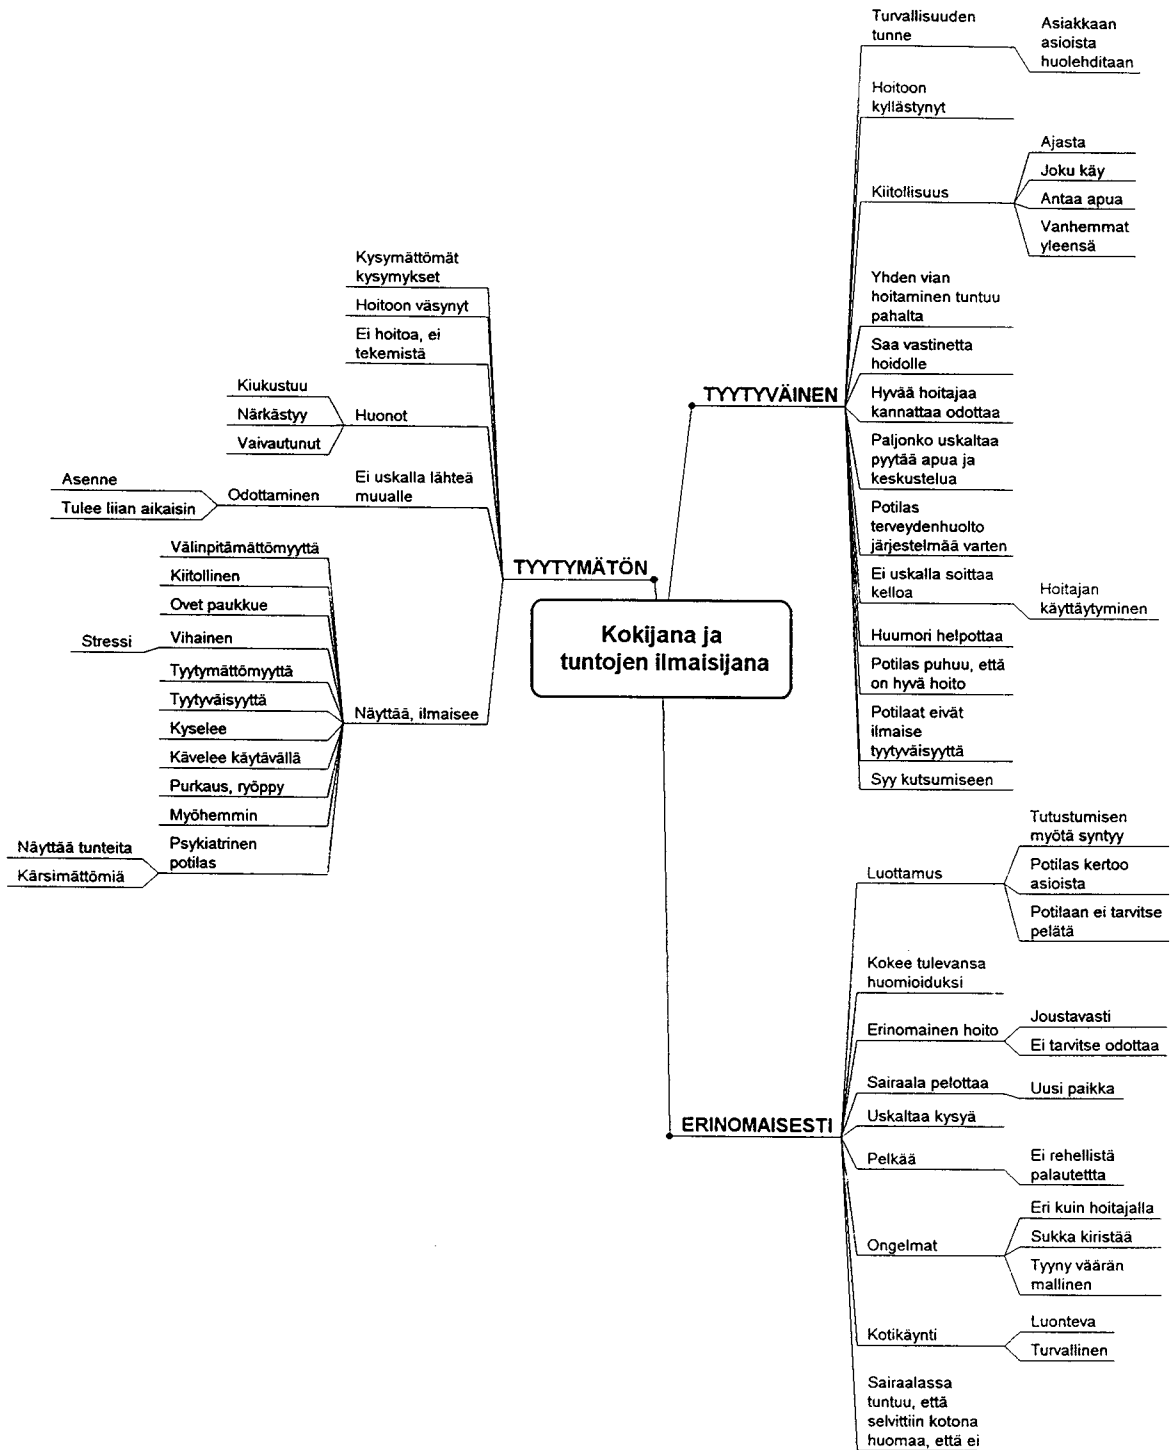 Kokijana ja
tuntojen ilmaisijana
TYYTYVÄINEN
Turvallisuuden
tunne
Asiakkaan
asioista
huolehditaan
Hoitoon
kyllästynyt
Kiitollisuus
Ajasta
Joku käy
Antaa apua
Vanhemmat
yleensä
Yhden vian
hoitaminen tuntuu
pahalta
Saa vastinetta
hoidolle
Hyvää hoitajaa
kannattaa odottaa
Paljonko uskaltaa
pyytää apua ja
keskustelua
Potilas
terveydenhuolto
järjestelmää varten
Ei uskalla soittaa
kelloa
Hoitajan
käyttäytyminen
Huumori helpottaa
Potilas puhuu, että
on hyvä hoito
Potilaat eivät
ilmaise
tyytyväisyyttä
Syy kutsumiseen
TYYTYMÄTÖN
Kysymättömät
kysymykset
Hoitoon väsynyt
Ei hoitoa, ei
tekemistä
Huonot
Kiukustuu
Närkästyy
Vaivautunut
Ei uskalla lähteä
muualle
Odottaminen
Asenne
Tulee liian aikaisin
Näyttää, ilmaisee
Välinpitämättömyyttä
Kiitollinen
Ovet paukkue
Vihainen
Stressi
Tyytymättömyyttä
Tyytyväisyyttä
Kyselee
Kävelee käytävällä
Purkaus, ryöppy
Myöhemmin
Psykiatrinen
potilas
Näyttää tunteita
Kärsimättömiä
ERINOMAISESTI
Luottamus
Tutustumisen
myötä syntyy
Potilas kertoo
asioista
Potilaan ei tarvitse
pelätä
Kokee tulevansa
huomioiduksi
Erinomainen hoito
Joustavasti
Ei tarvitse odottaa
Sairaala pelottaa
Uusi paikka
Uskaltaa kysyä
Pelkää
Ei rehellistä
palautettta
Ongelmat
Eri kuin hoitajalla
Sukka kiristää
Tyyny väärän
mallinen
Kotikäynti
Luonteva
Turvallinen
Sairaalassa
tuntuu, että
selvittiin kotona
huomaa, että ei